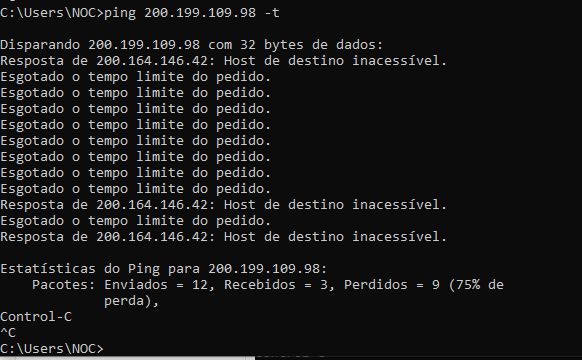 C:\Users\NOC>ping 200.199.109.98 -t
Disparando 200.199.109.98 com 32 bytes de dados:
Resposta de 200.164.146.42: Host de destino inacessível.
Esgotado o tempo limite do pedido.
Esgotado o tempo limite do pedido.
Esgotado o tempo limite do pedido.
Esgotado o tempo limite do pedido.
Esgotado o tempo limite do pedido.
Esgotado o tempo limite do pedido.
Esgotado o tempo limite do pedido.
Esgotado o tempo limite do pedido.
Resposta de 200.164.146.42: Host de destino inacessível.
Esgotado o tempo limite do pedido.
Resposta de 200.164.146.42: Host de destino inacessível.
Estatísticas do Ping para 200.199.109.98:
Pacotes: Enviados = 12, Recebidos = 3, Perdidos = 9 (75% de
perda),
Control-C
^C
C:\Users\NOC>